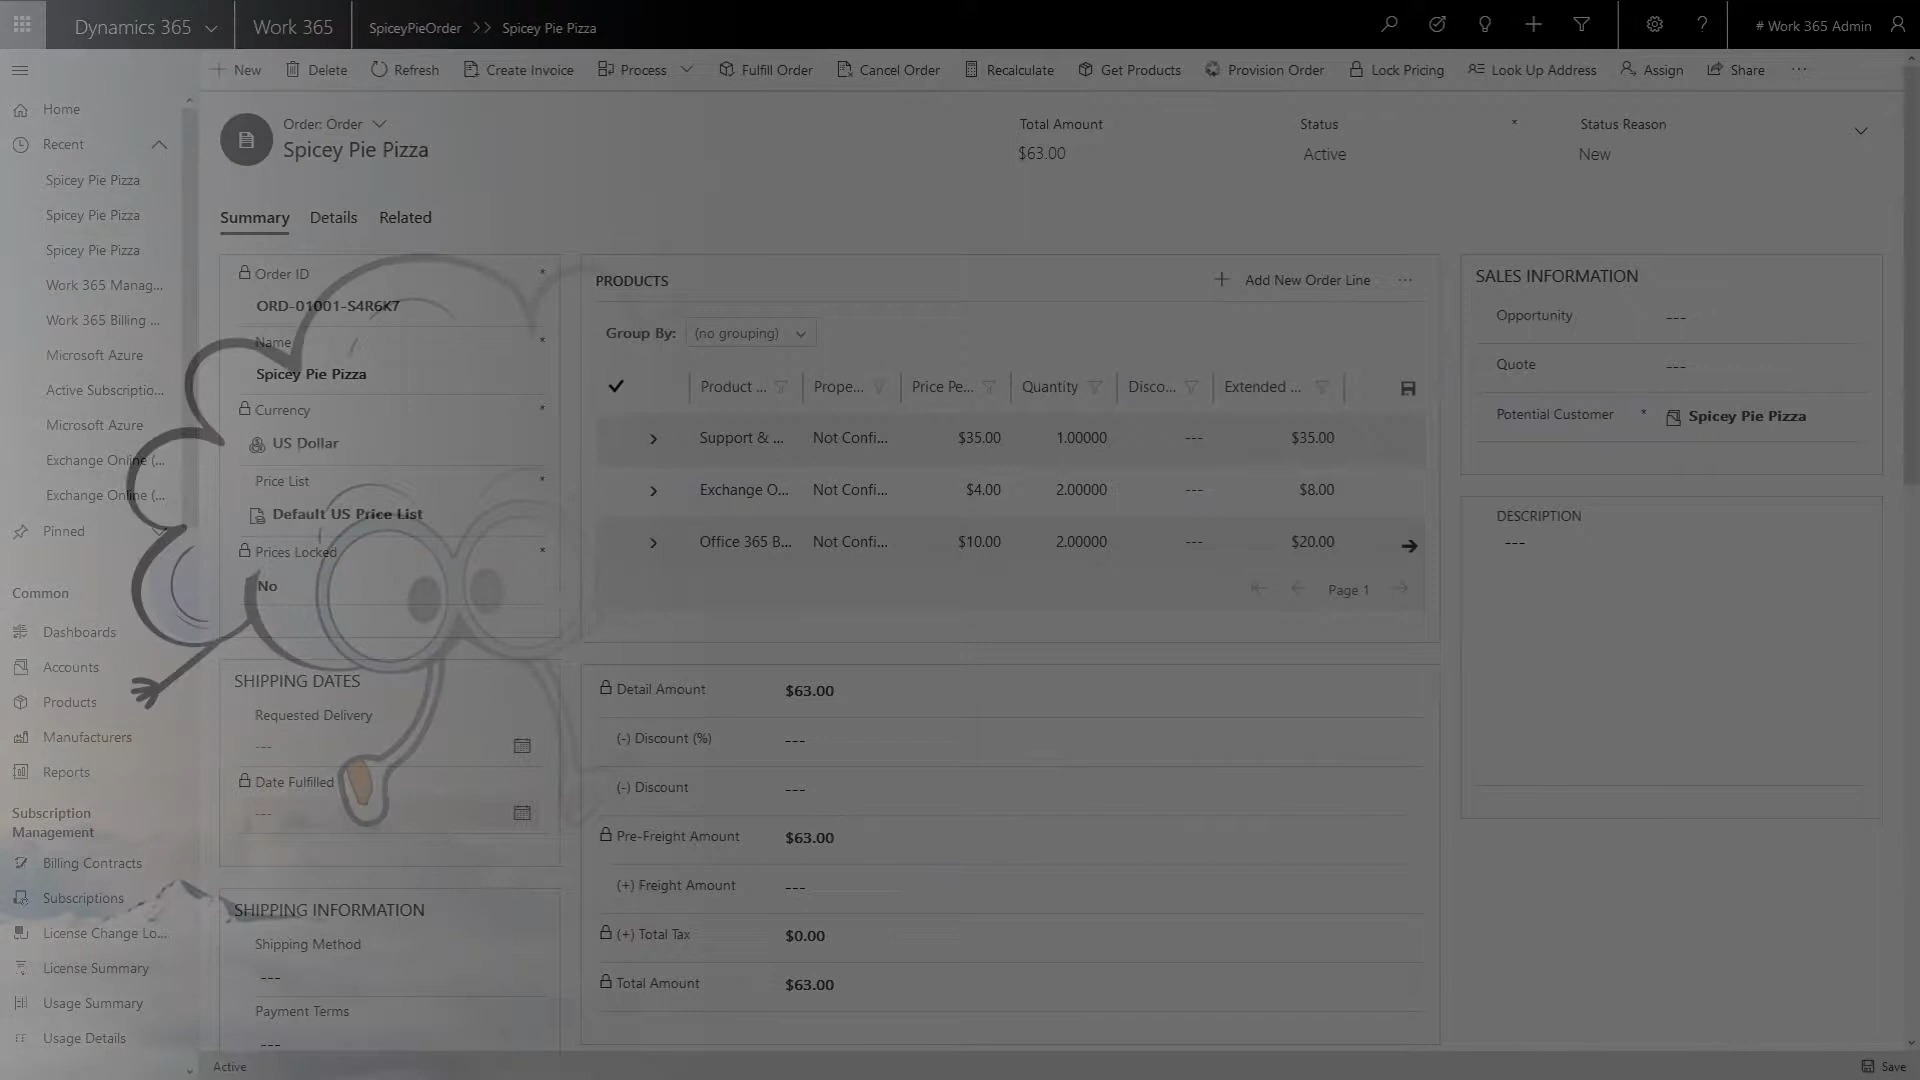 Dynamics 365
Work 365
SpiceyPieOrder >> Spicey Pie Pizza
# Work 365 Admin
New
Delete
Refresh
Create Invoice
Process
Fulfill Order
Cancel Order
Recalculate
Get Products
Provision Order
Lock Pricing
Look Up Address
Assign
Share
...
Home
Recent
Spicey Pie Pizza
Spicey Pie Pizza
Spicey Pie Pizza
Work 365 Manag...
Work 365 Billing ...
Microsoft Azure
Active Subscriptio...
Microsoft Azure
Exchange Online (...
Exchange Online (...
Pinned
Common
Dashboards
Accounts
Products
Manufacturers
Reports
Subscription
Management
Billing Contracts
Subscriptions
License Change Lo...
License Summary
Usage Summary
Usage Details
Order: Order
Spicey Pie Pizza
Total Amount
$63.00
Status *
Active
Status Reason
New
Summary
Details
Related
Order ID *
ORD-01001-S4R6K7
Name *
Spicey Pie Pizza
Currency *
US Dollar
Price List *
Default US Price List
Prices Locked *
No
SHIPPING DATES
Requested Delivery
---
Date Fulfilled
---
SHIPPING INFORMATION
Shipping Method
---
Payment Terms
---
PRODUCTS
+ Add New Order Line ...
Group By: (no grouping)
Product ... Prope... Price Pe... Quantity Disco... Extended ...
Support & ... Not Confi... $35.00 1.00000 --- $35.00
Exchange O... Not Confi... $4.00 2.00000 --- $8.00
Office 365 B... Not Confi... $10.00 2.00000 --- $20.00
Page 1
Detail Amount $63.00
(-) Discount (%) ---
(-) Discount ---
Pre-Freight Amount $63.00
(+) Freight Amount ---
(+) Total Tax $0.00
Total Amount $63.00
SALES INFORMATION
Opportunity ---
Quote ---
Potential Customer * Spicey Pie Pizza
DESCRIPTION
---
Active
Save